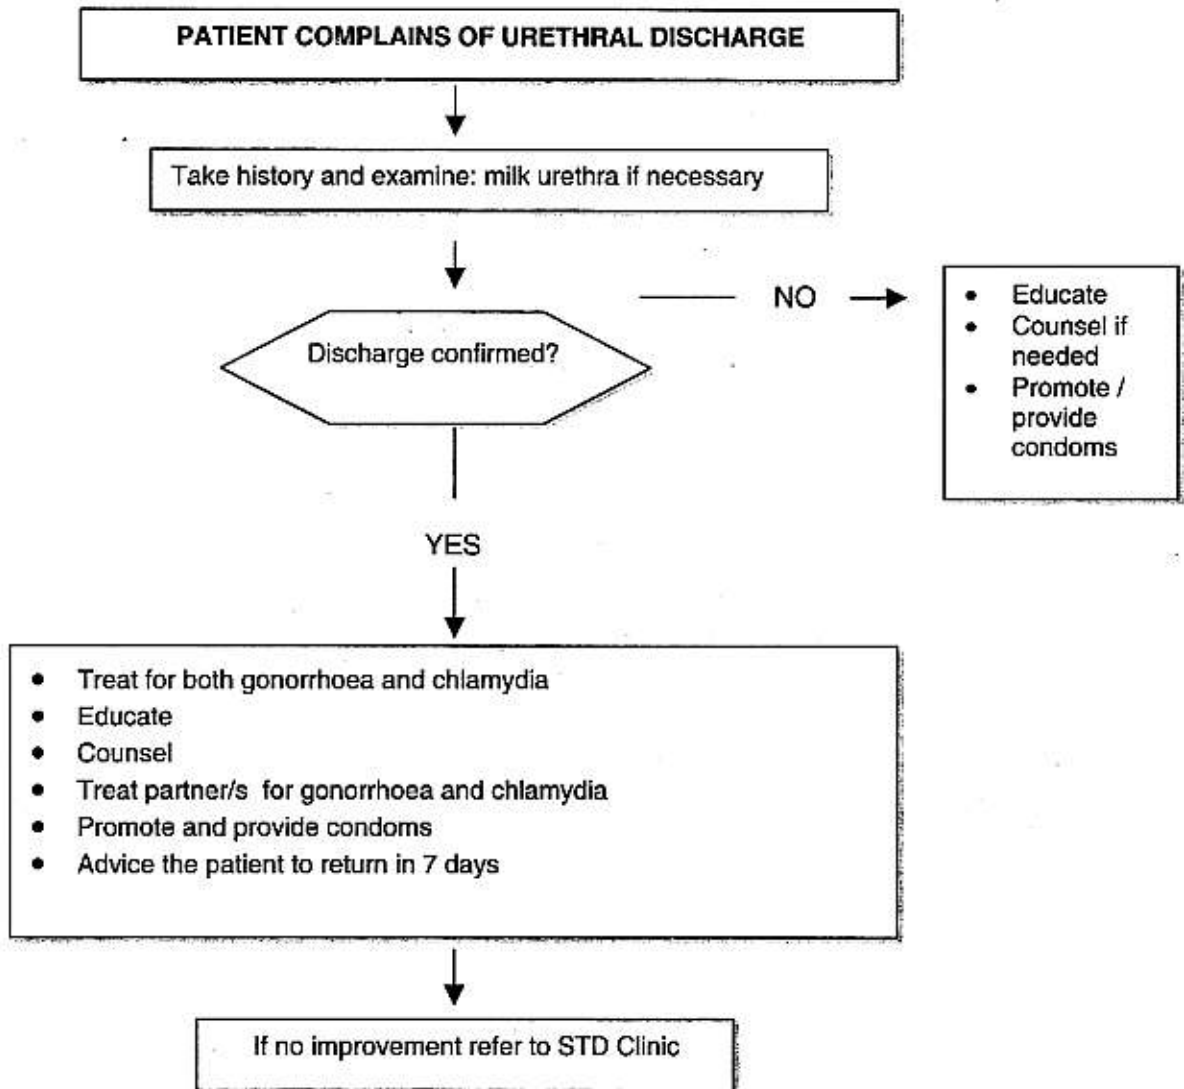 PATIENT COMPLAINS OF URETHRAL DISCHARGE
Take history and examine: milk urethra if necessary
Discharge confirmed?
NO
• Educate
• Counsel if
needed
• Promote /
provide
condoms
YES
• Treat for both gonorrhoea and chlamydia
• Educate
• Counsel
• Treat partner/s for gonorrhoea and chlamydia
• Promote and provide condoms
• Advice the patient to return in 7 days
If no improvement refer to STD Clinic